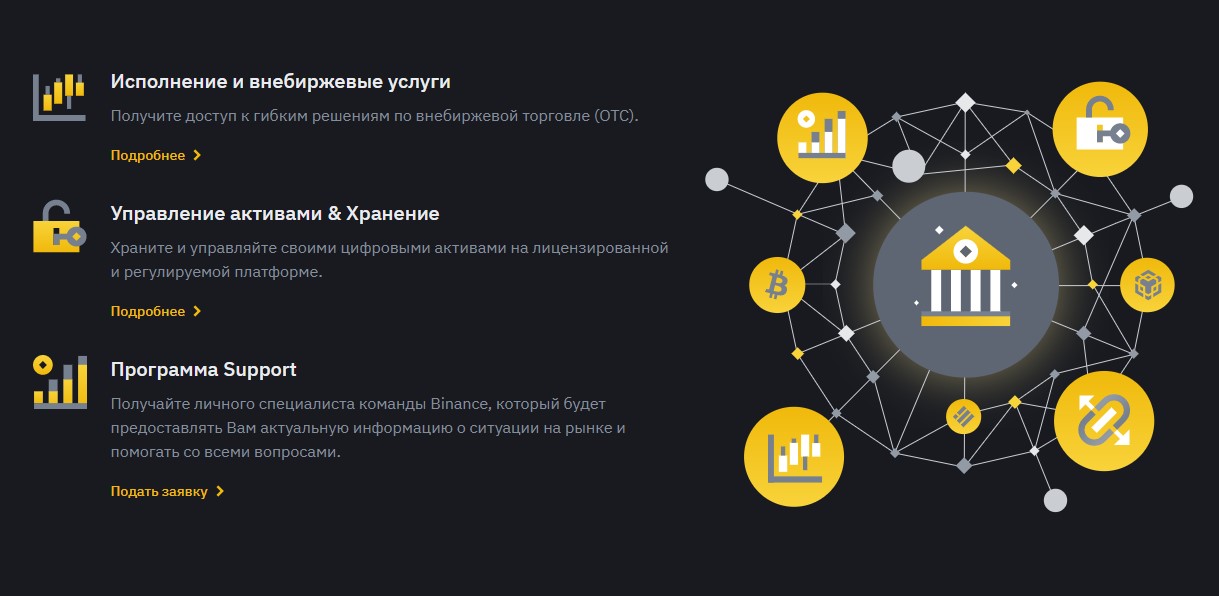 Исполнение и внебиржевые услуги
Получите доступ к гибким решениям по внебиржевой торговле (OTC).
Подробнее
Управление активами & Хранение
Храните и управляйте своими цифровыми активами на лицензированной
и регулируемой платформе.
Подробнее
Программа Support
Получайте личного специалиста команды Binance, который будет
предоставлять Вам актуальную информацию о ситуации на рынке и
помогать со всеми вопросами.
Подать заявку